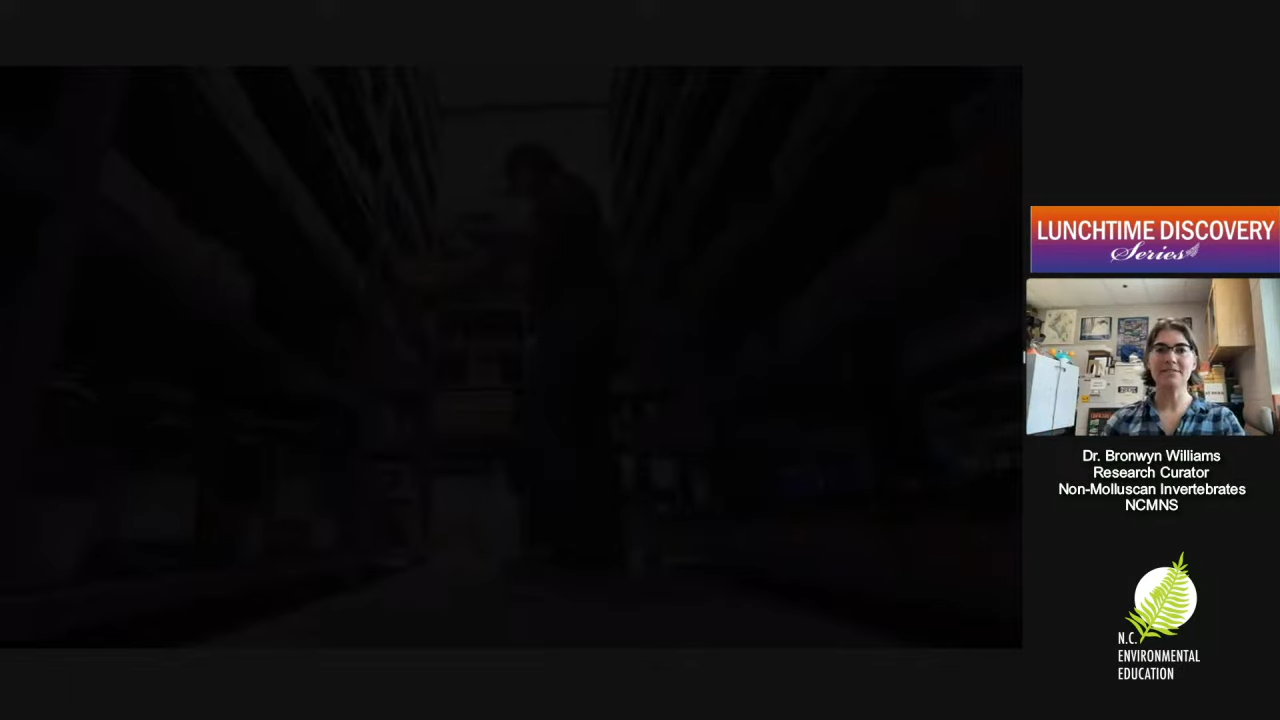 LUNCHTIME DISCOVERY
Series
Dr. Bronwyn Williams
Research Curator
Non-Molluscan Invertebrates
NCMNS
N.C.
ENVIRONMENTAL
EDUCATION